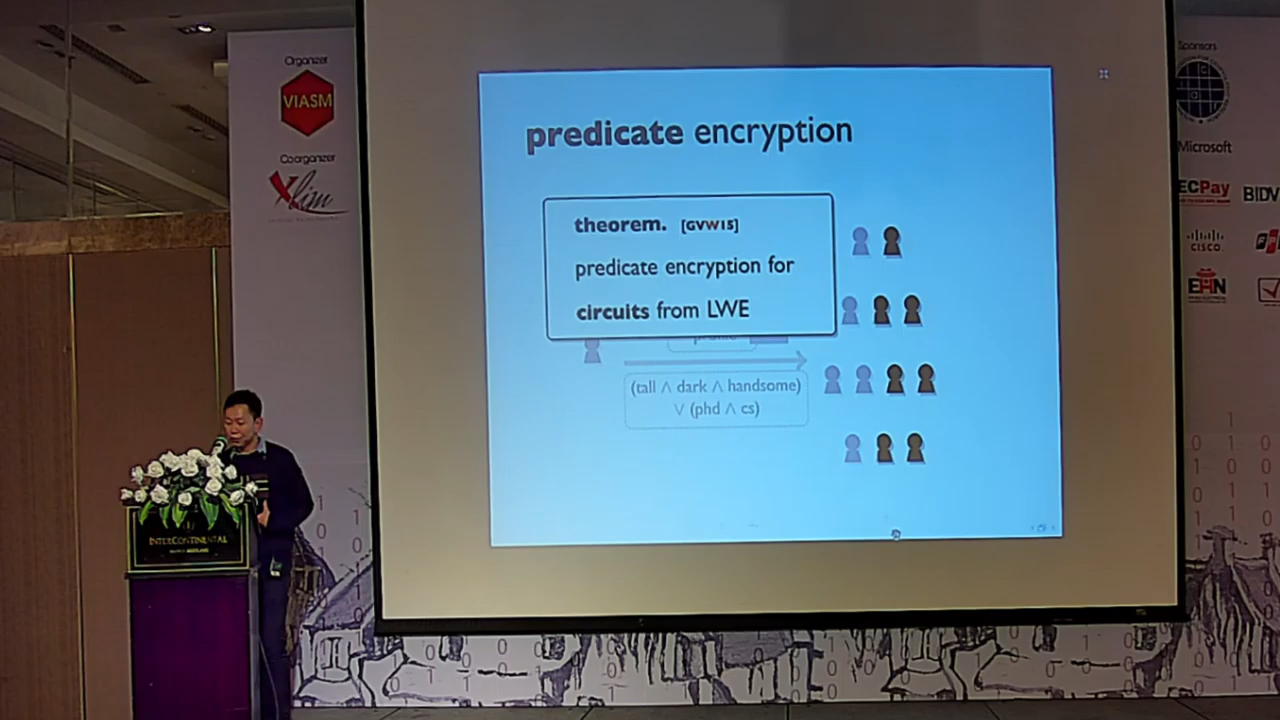 Organizer
VIASM
Coorganizer
Xlim
predicate encryption
theorem. [GVW15]
predicate encryption for
circuits from LWE
(tall ∧ dark ∧ handsome)
∨ (phd ∧ cs)
INTERCONTINENTAL
Sponsors
Microsoft
ECPay
BIDV
CISCO